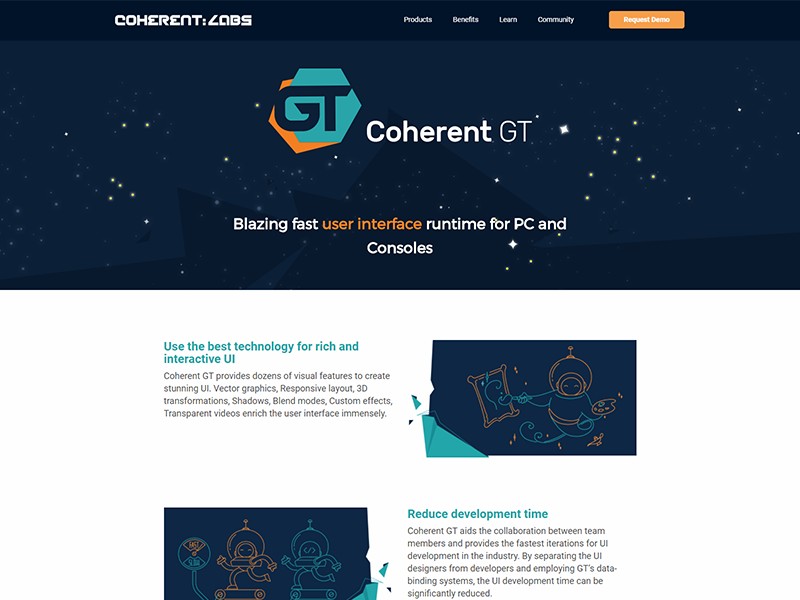 COHERENT:LABS
Products Benefits Learn Community Request Demo
GT
Coherent GT
Blazing fast user interface runtime for PC and
Consoles
Use the best technology for rich and
interactive UI
Coherent GT provides dozens of visual features to create
stunning UI. Vector graphics, Responsive layout, 3D
transformations, Shadows, Blend modes, Custom effects,
Transparent videos enrich the user interface immensely.
Reduce development time
Coherent GT aids the collaboration between team
members and provides the fastest iterations for UI
development in the industry. By separating the UI
designers from developers and employing GT's data-
binding systems, the UI development time can be
significantly reduced.